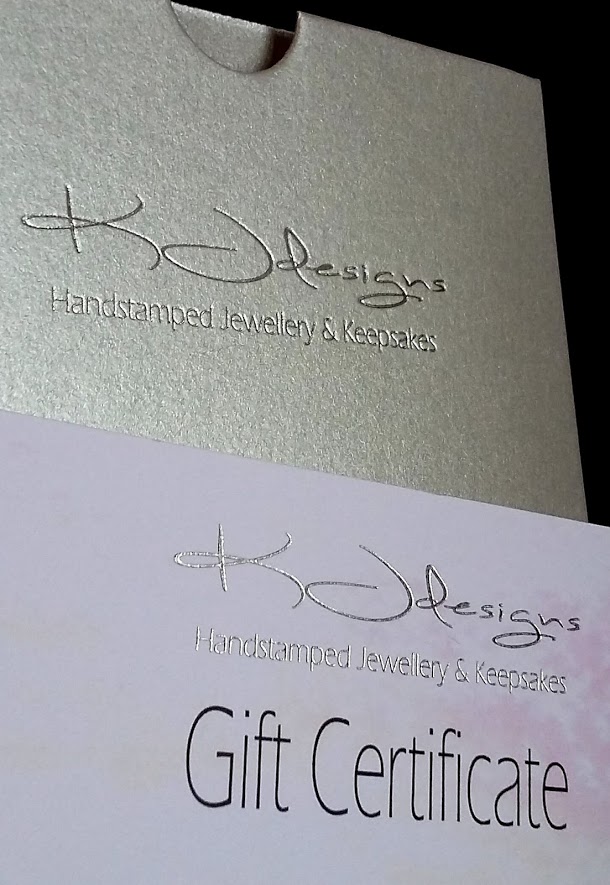 KJdesigns
Handstamped Jewellery & Keepsakes
KJdesigns
Handstamped Jewellery & Keepsakes
Gift Certificate